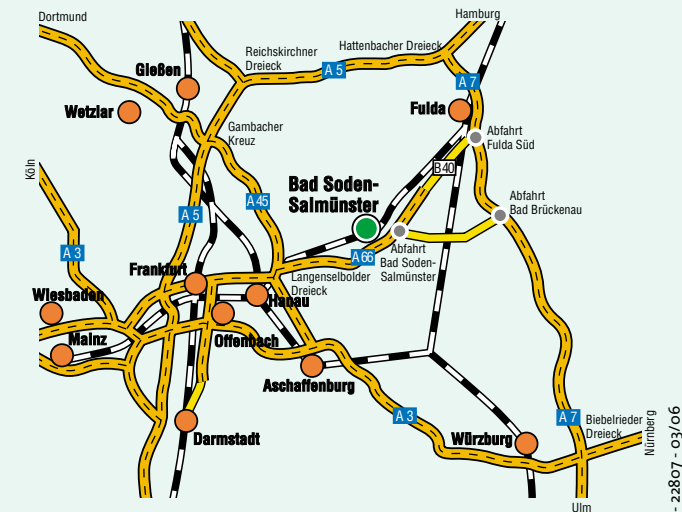 Dortmund
Hamburg
Reichskirchner
Dreieck
Hattenbacher Dreieck
A 5
A 7
Gießen
Wetzlar
Fulda
Gambacher
Kreuz
Abfahrt
Fulda Süd
Köln
B40
Bad Soden-
Salmünster
A 45
A 5
Abfahrt
Bad Brückenau
A 3
A66
Abfahrt
Bad Soden-
Salmünster
Frankfurt
Langenselbolder
Dreieck
Wiesbaden
Hanau
Mainz
Offenbach
Aschaffenburg
A 3
A 7
Biebelrieder
Dreieck
Nürnberg
Darmstadt
Würzburg
Ulm
- 22807 - 03/06